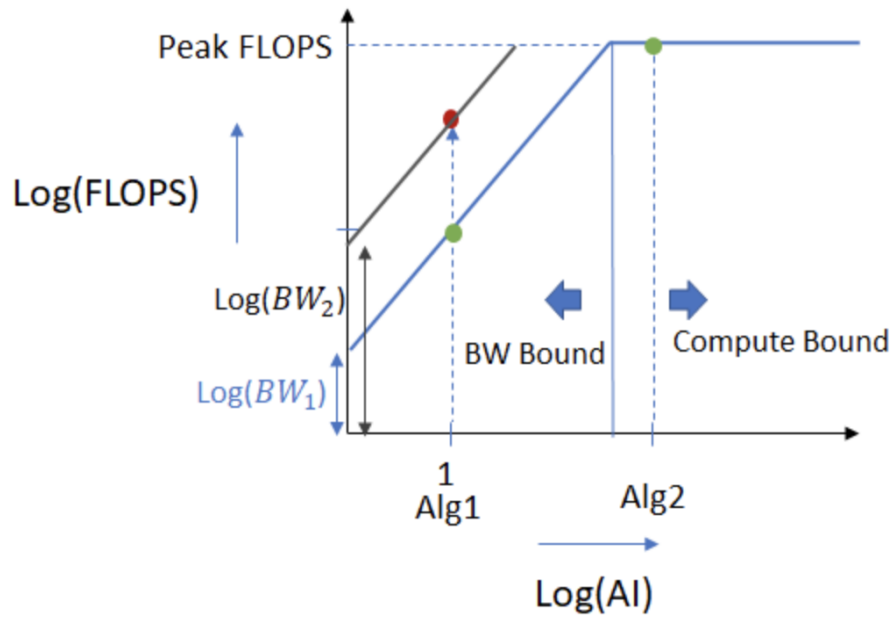 Peak FLOPS
Log(FLOPS)
Log(BW₂)
Log(BW₁)
BW Bound
Compute Bound
1
Alg1
Alg2
Log(AI)